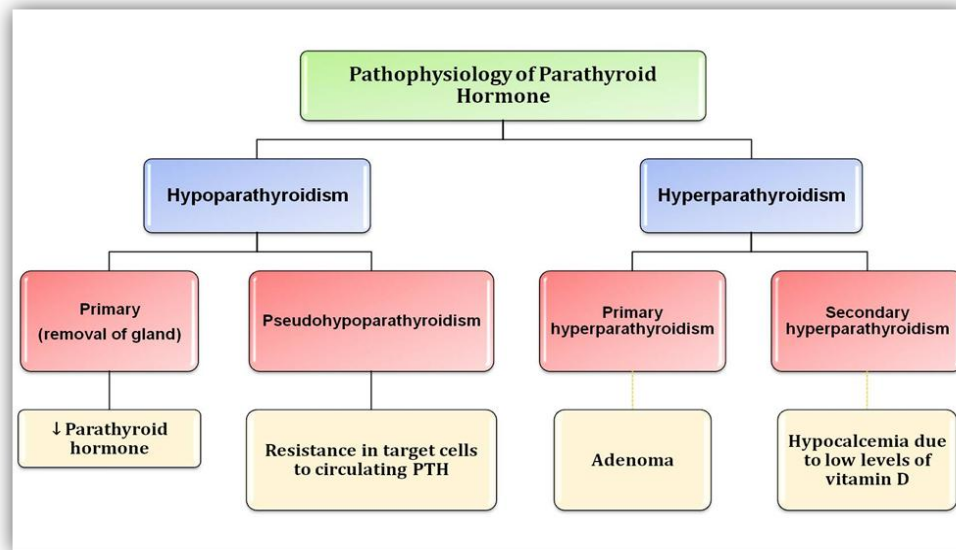 Pathophysiology of Parathyroid
Hormone
Hypoparathyroidism
Hyperparathyroidism
Primary
(removal of gland)
Pseudohypoparathyroidism
Primary
hyperparathyroidism
Secondary
hyperparathyroidism
↓ Parathyroid
hormone
Resistance in target cells
to circulating PTH
Adenoma
Hypocalcemia due
to low levels of
vitamin D